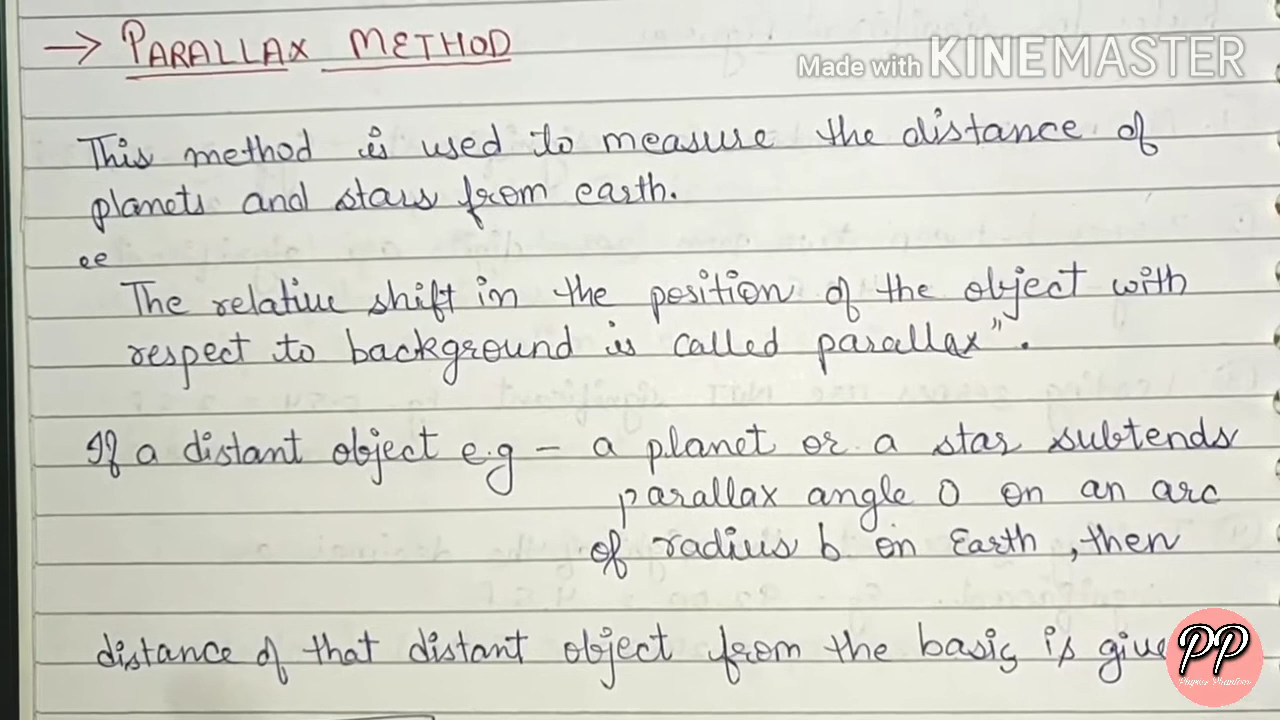 → PARALLAX METHOD
Made with KINEMASTER
This method is used to measure the distance of
planets and stars from earth.
ee
The relative shift in the position of the object with
respect to background is called parallax”.
If a distant object e.g – a planet or a star subtends
parallax angle O on an arc
of radius b on Earth, then
distance of that distant object from the basis is give
PP